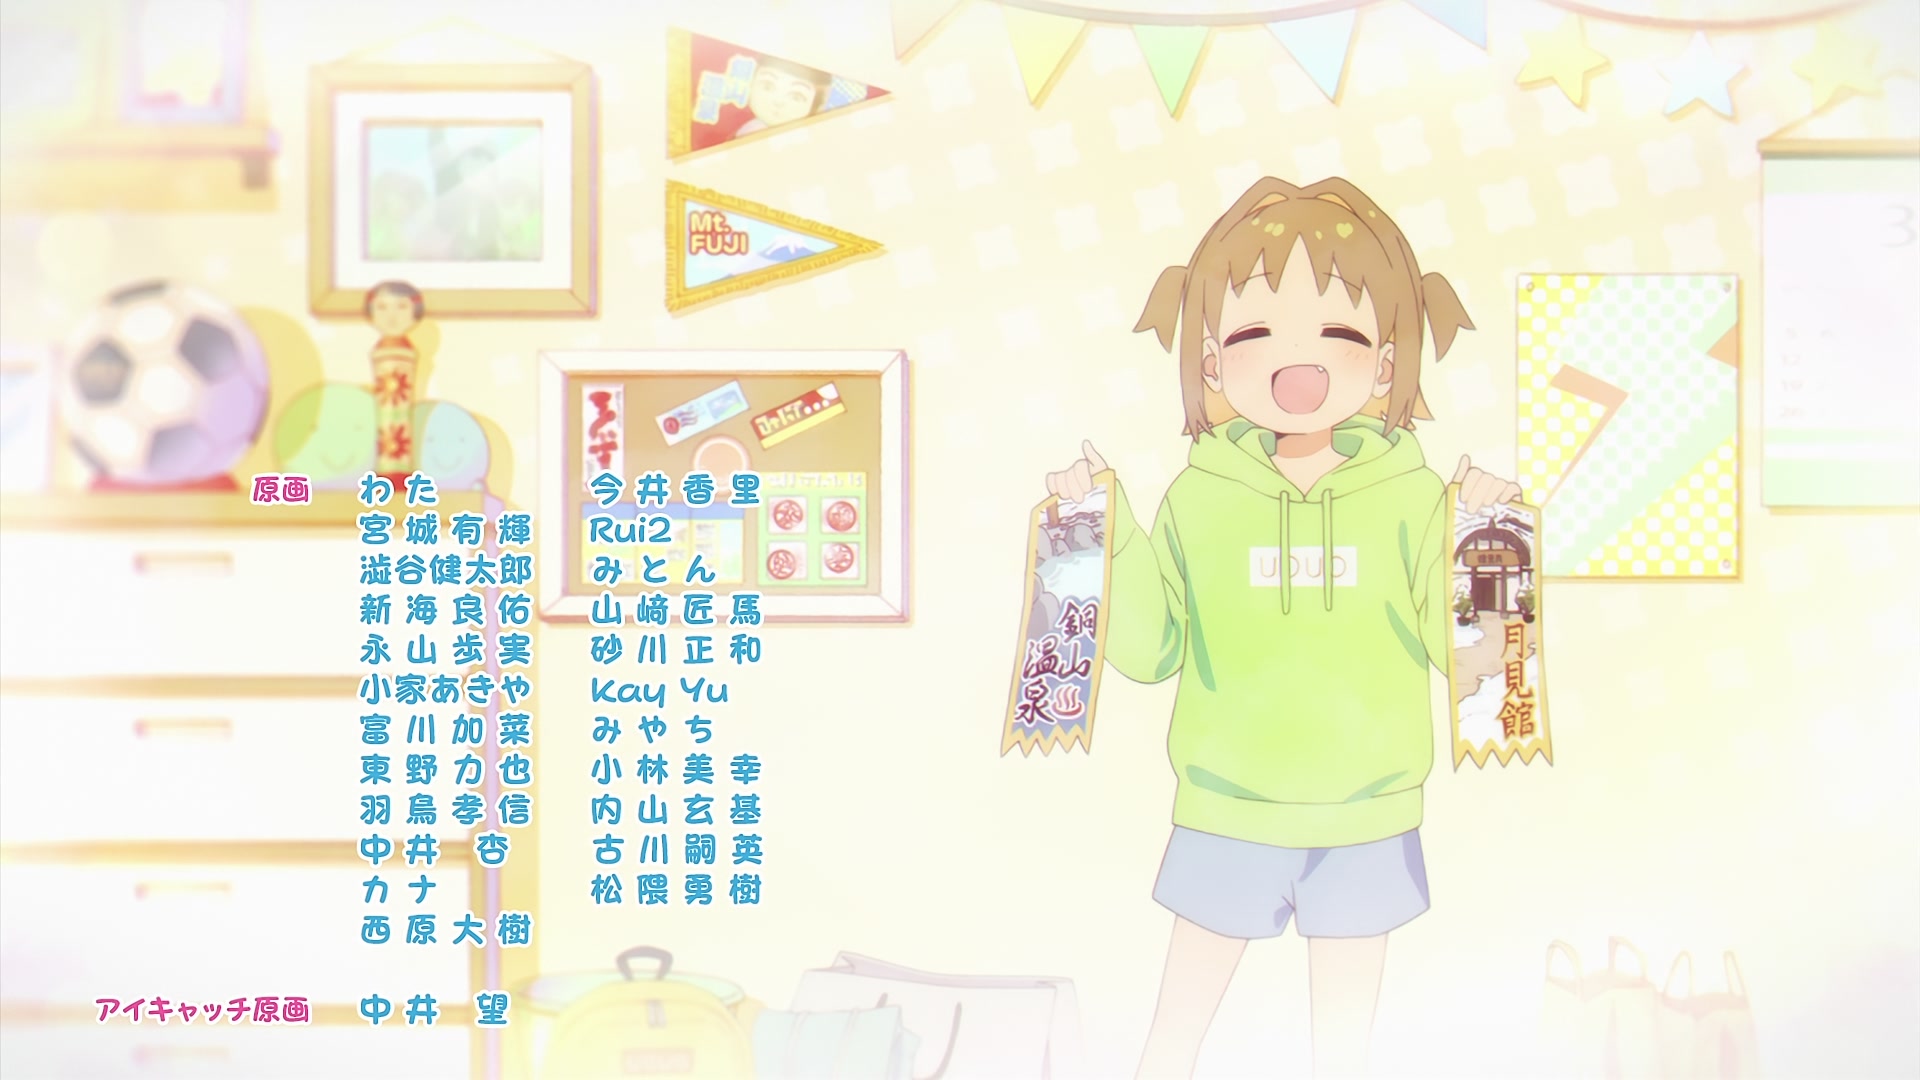 Mt.
FUJI
銅山
温泉
UOUO
月見館
3
原画
わた
宮城有輝
澁谷健太郎
新海良佑
永山歩実
小家あきや
富川加菜
東野力也
羽鳥孝信
中井 杏
カナ
西原大樹
今井香里
Rui2
みとん
山﨑匠馬
砂川正和
Kay Yu
みやち
小林美幸
内山玄基
古川嗣英
松隈勇樹
アイキャッチ原画
中井 望